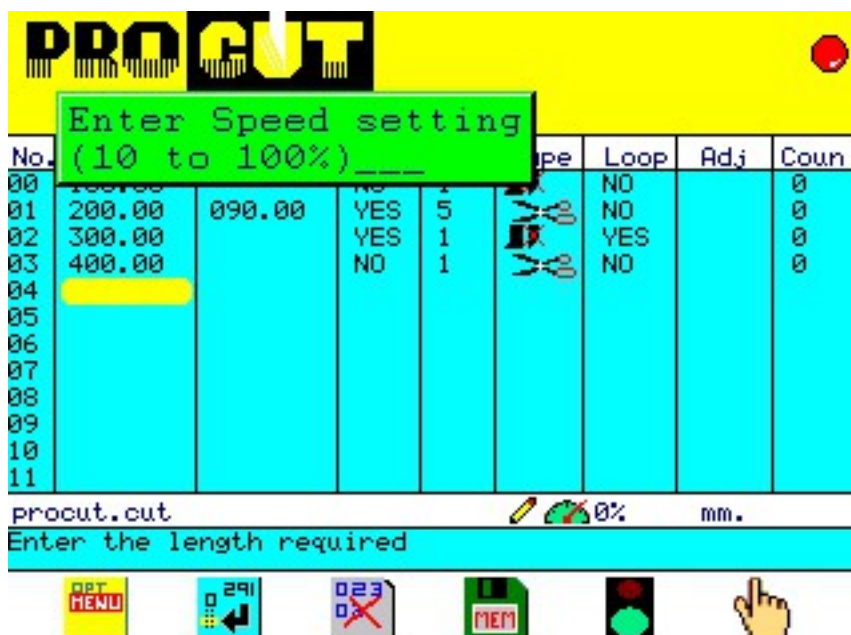 PROCUT
Enter Speed setting
(10 to 100%)___
No. Loop Adj Coun
00 NO 0
01 200.00 090.00 YES 5 NO 0
02 300.00 YES 1 YES 0
03 400.00 NO 1 NO 0
04
05
06
07
08
09
10
11
procut.cut 0% mm.
Enter the length required
OPT
MENU
291
023
MEM